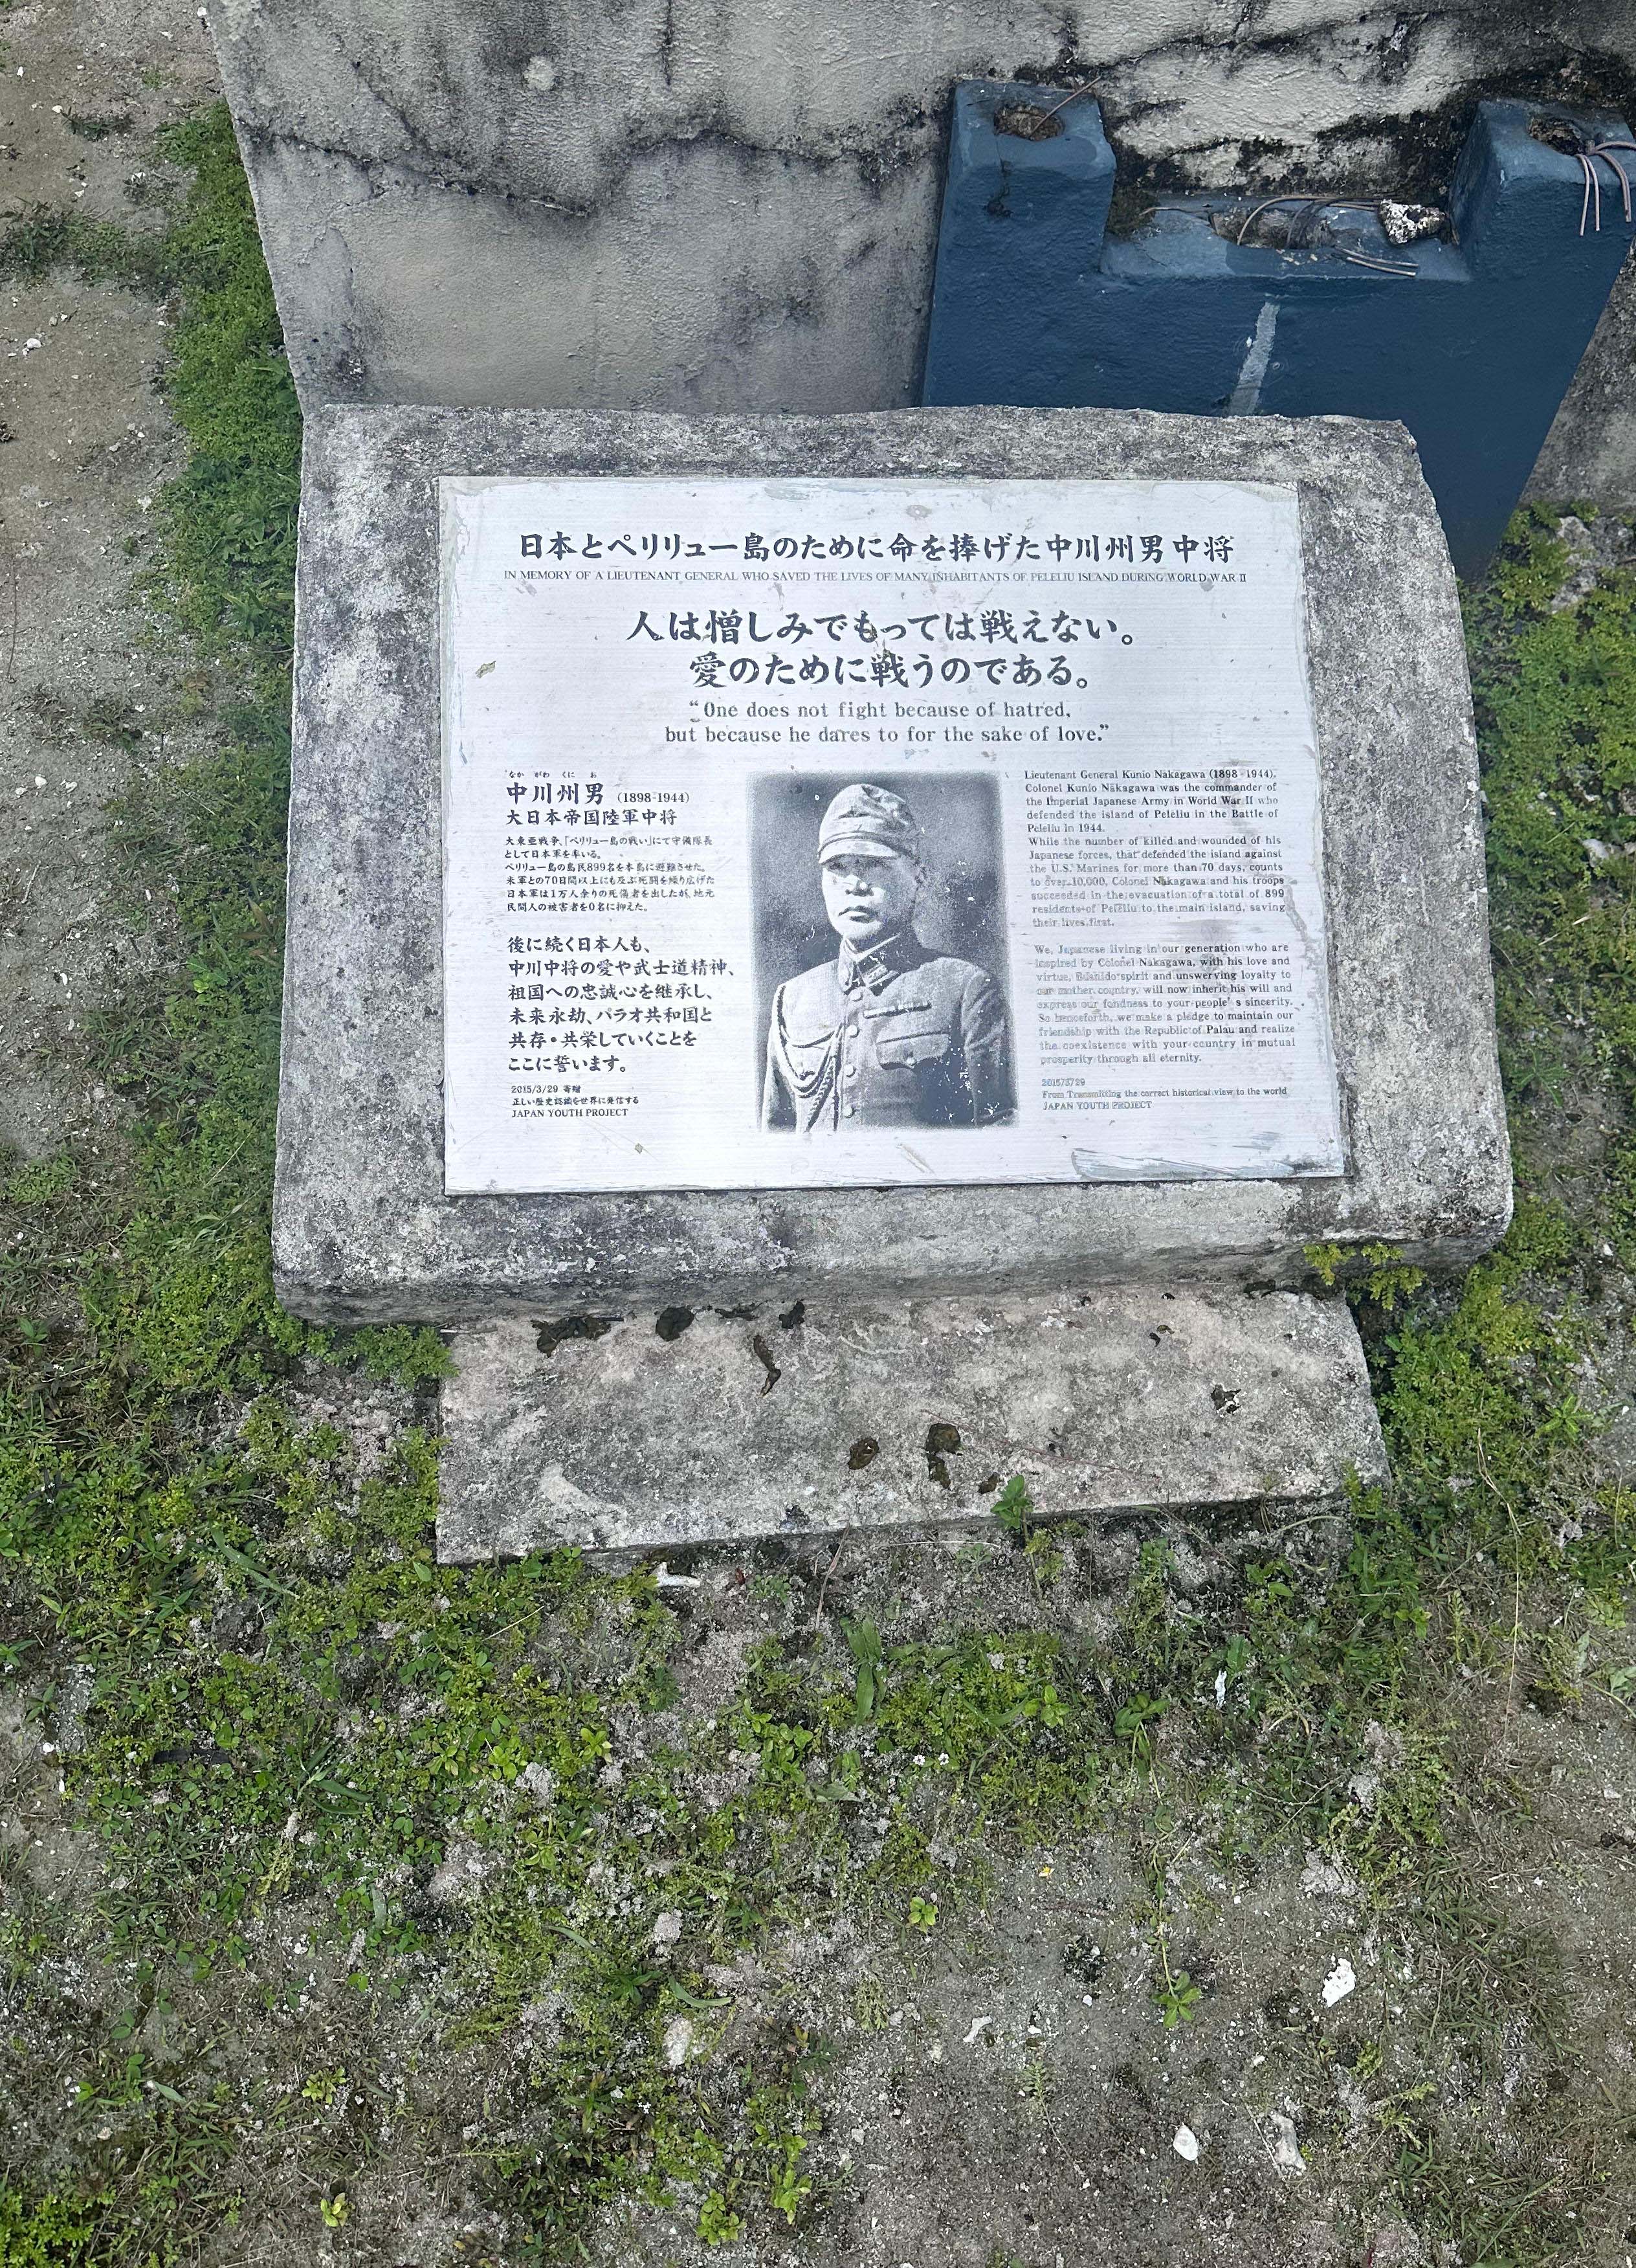 日本とペリリュー島のために命を捧げた中川州男中将
IN MEMORY OF A LIEUTENANT GENERAL WHO SAVED THE LIVES OF MANY INHABITANTS OF PELELIU ISLAND DURING WORLD WAR II
人は憎しみでもっては戦えない。
愛のために戦うのである。
“One does not fight because of hatred,
but because he dares to for the sake of love.”
なか がわ くに お
中川州男 (1898-1944)
大日本帝国陸軍中将
大東亜戦争、「ペリリュー島の戦い」にて守備隊長
として日本軍を率いる。
ペリリュー島の島民899名を本島に避難させた。
米軍との70日間以上にも及ぶ死闘を繰り広げた
日本軍は1万人余りの死傷者を出したが、地元
民間人の被害者を0名に抑えた。
後に続く日本人も、
中川中将の愛や武士道精神、
祖国への忠誠心を継承し、
未来永劫、パラオ共和国と
共存・共栄していくことを
ここに誓います。
2015/3/29 寄贈
正しい歴史認識を世界に発信する
JAPAN YOUTH PROJECT
Lieutenant General Kunio Nakagawa (1898-1944).
Colonel Kunio Nakagawa was the commander of
the Imperial Japanese Army in World War II who
defended the island of Peleliu in the Battle of
Peleliu in 1944.
While the number of killed and wounded of his
Japanese forces, that defended the island against
the U.S. Marines for more than 70 days, counts
to over 10,000, Colonel Nakagawa and his troops
succeeded in the evacuation of a total of 899
residents of Peleliu to the main island, saving
their lives first.
We, Japanese living in our generation who are
inspired by Colonel Nakagawa, with his love and
virtue, Bushido spirit and unswerving loyalty to
our mother country, will now inherit his will and
express our fondness to your people's sincerity.
So henceforth, we make a pledge to maintain our
friendship with the Republic of Palau and realize
the coexistence with your country in mutual
prosperity through all eternity.
2015/3/29
From Transmitting the correct historical view to the world
JAPAN YOUTH PROJECT